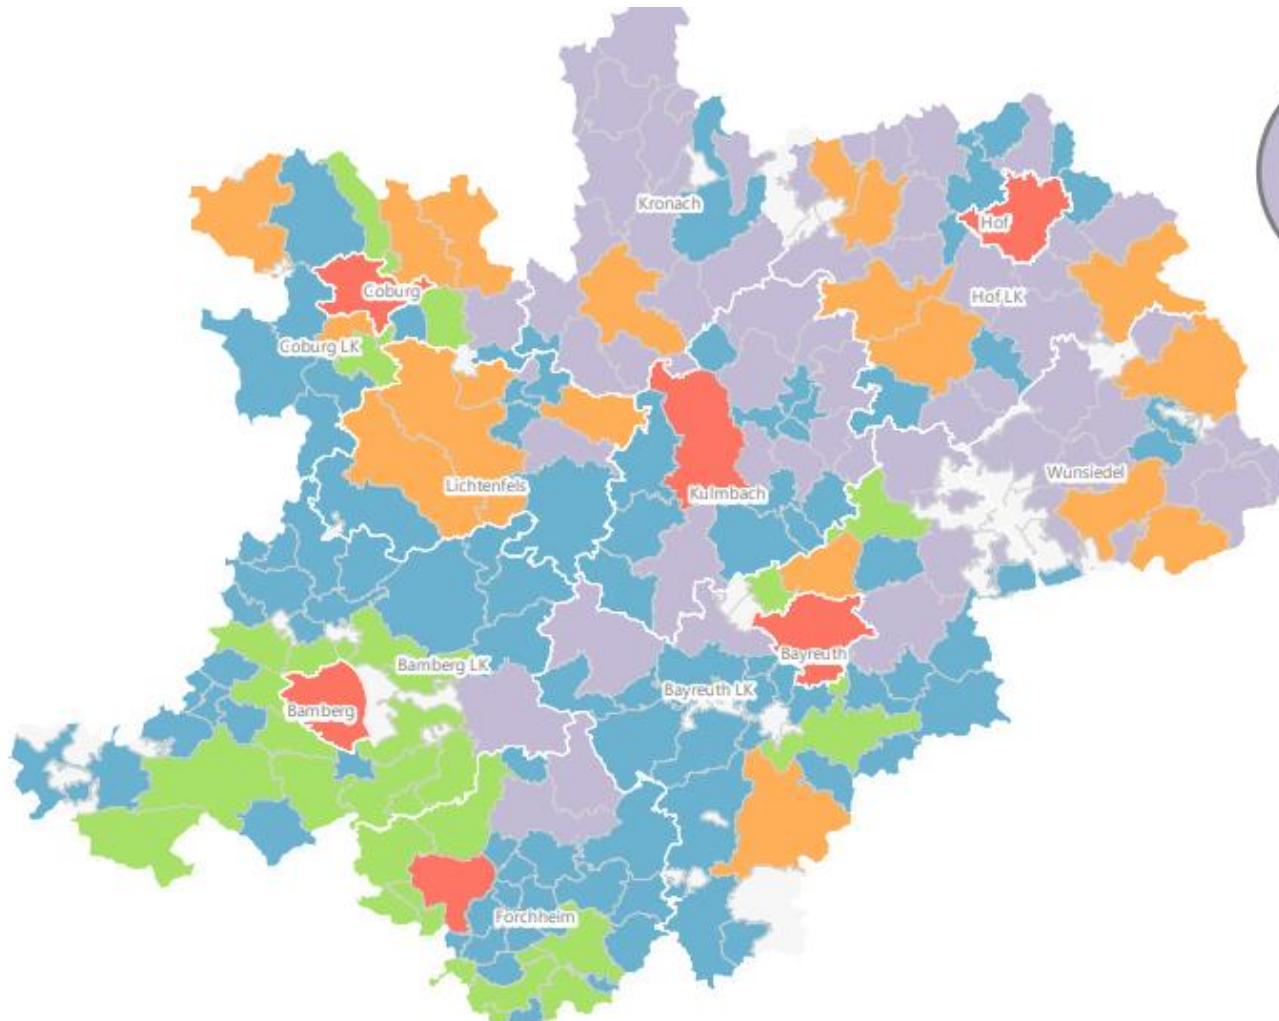 Kronach
Hof
Coburg
Hof LK
Coburg LK
Wunsiedel
Lichtenfels
Kulmbach
Bayreuth
Bamberg LK
Bayreuth LK
Bamberg
Forchheim